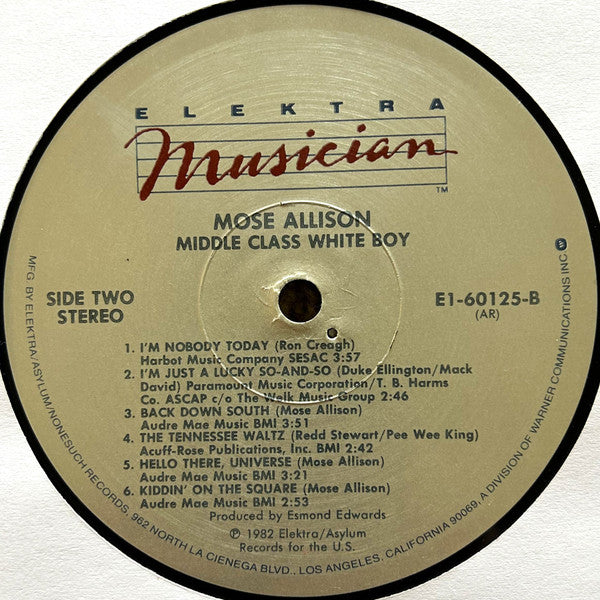 ELEKTRA
Musician TM
MOSE ALLISON
MIDDLE CLASS WHITE BOY
SIDE TWO
STEREO
E1-60125-B
(AR)
1. I'M NOBODY TODAY (Ron Creagh)
Harbot Music Company SESAC 3:57
2. I'M JUST A LUCKY SO-AND-SO (Duke Ellington/Mack
David) Paramount Music Corporation/T. B. Harms
Co. ASCAP c/o The Welk Music Group 2:46
3. BACK DOWN SOUTH (Mose Allison)
Audre Mae Music BMI 3:51
4. THE TENNESSEE WALTZ (Redd Stewart/Pee Wee King)
Acuff-Rose Publications, Inc. BMI 2:42
5. HELLO THERE, UNIVERSE (Mose Allison)
Audre Mae Music BMI 3:21
6. KIDDIN' ON THE SQUARE (Mose Allison)
Audre Mae Music BMI 2:53
Produced by Esmond Edwards
℗ 1982 Elektra/Asylum
Records for the U.S.
MFG. BY ELEKTRA/ASYLUM/NONESUCH RECORDS, 962 NORTH LA CIENEGA BLVD., LOS ANGELES, CALIFORNIA 90069, A DIVISION OF WARNER COMMUNICATIONS INC